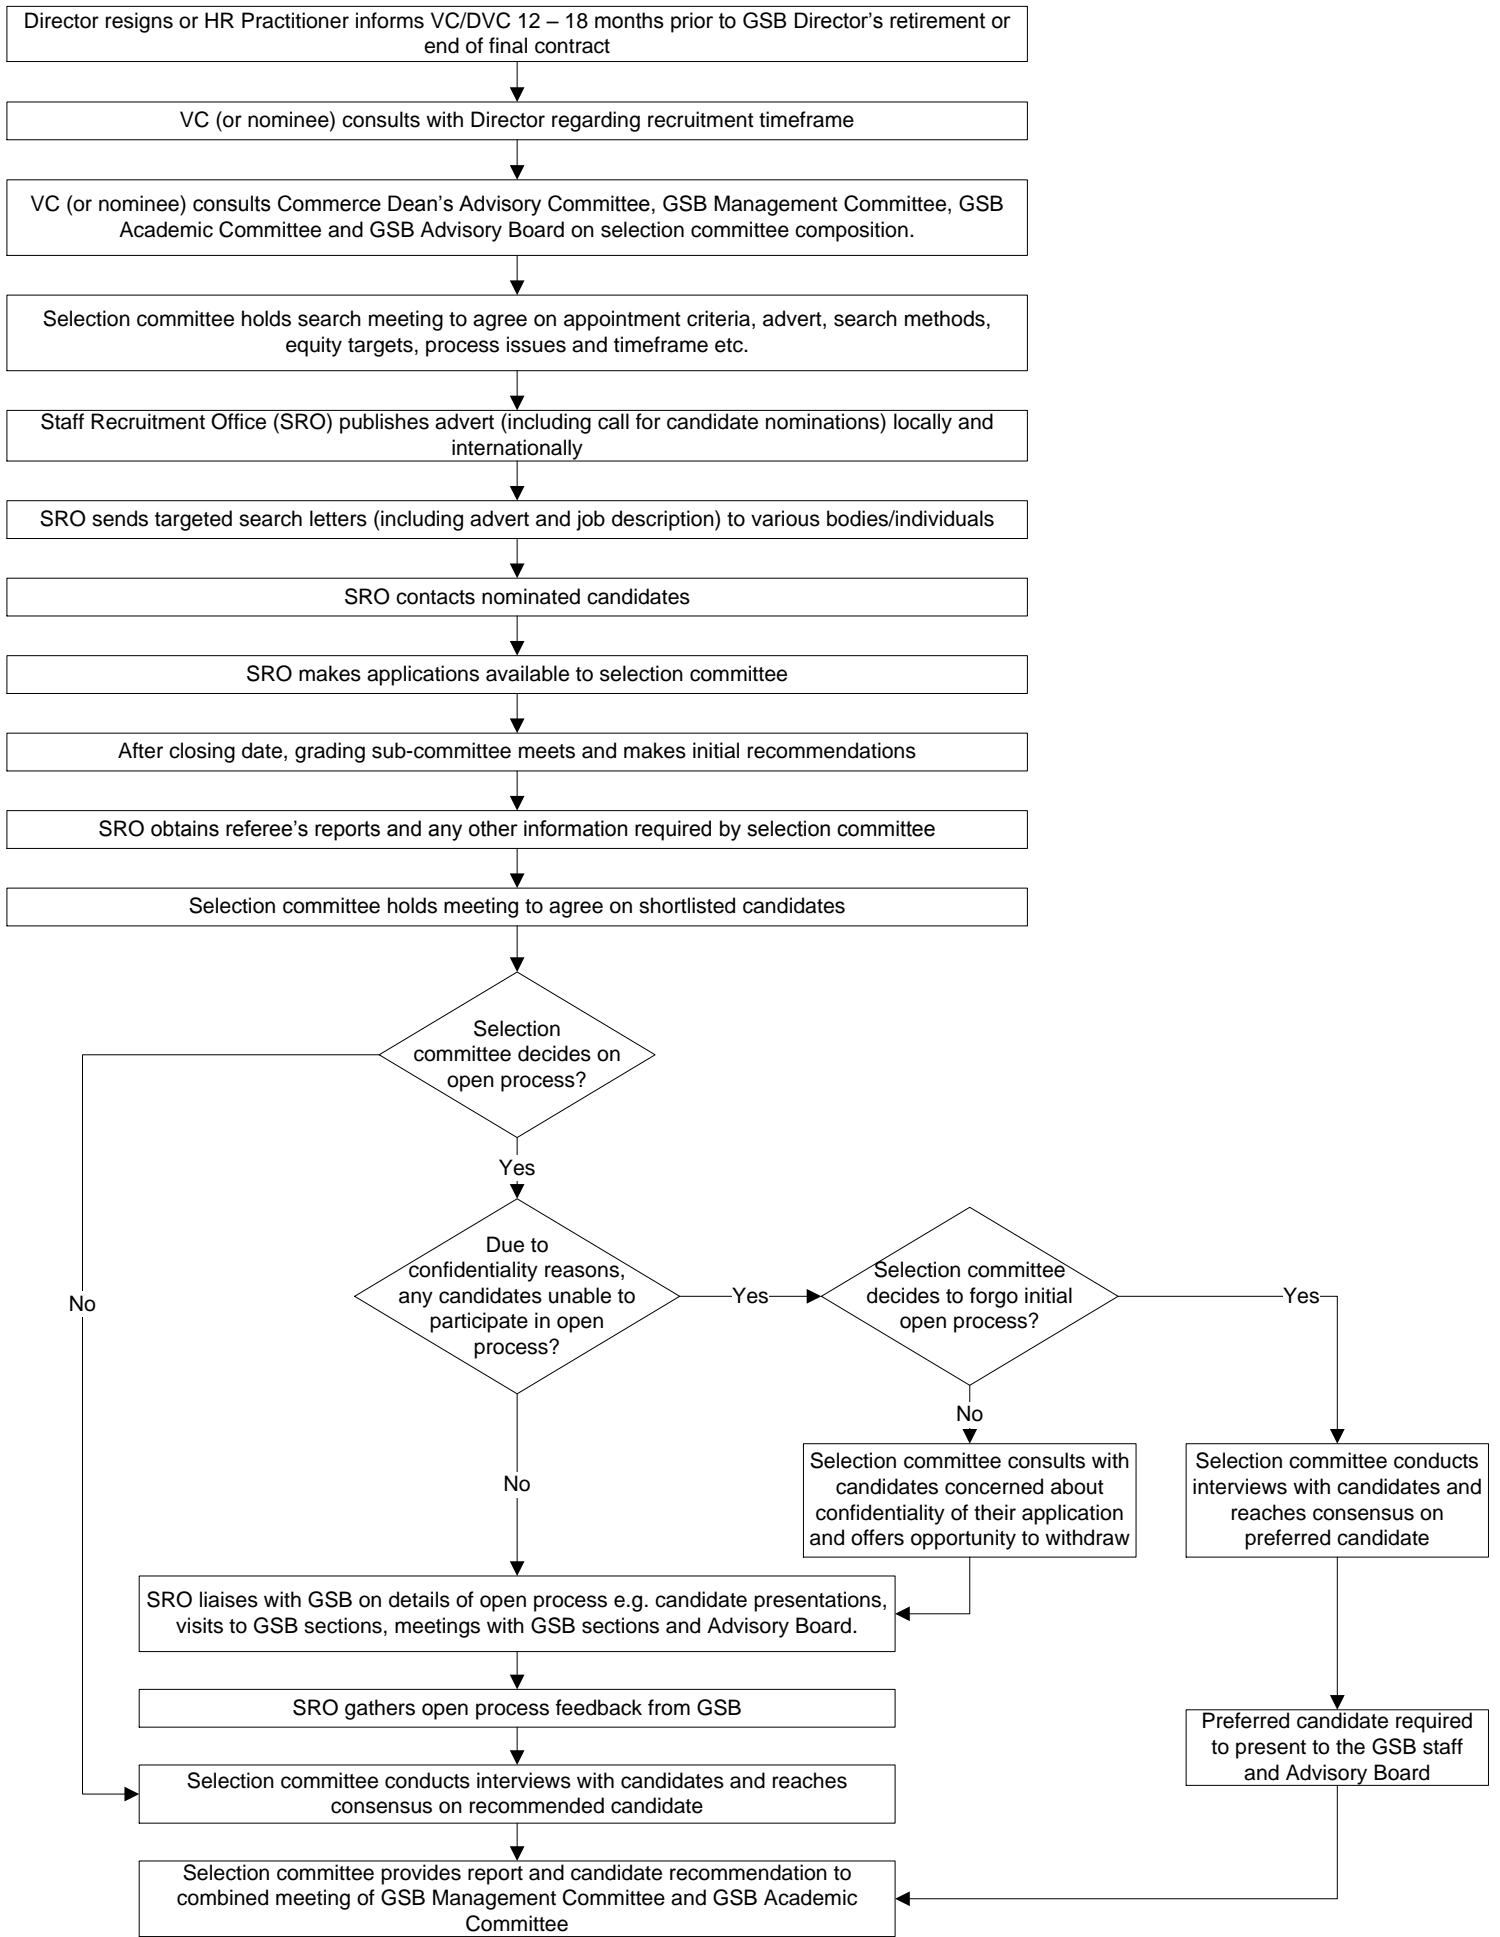 Director resigns or HR Practitioner informs VC/DVC 12 – 18 months prior to GSB Director’s retirement or
end of final contract
VC (or nominee) consults with Director regarding recruitment timeframe
VC (or nominee) consults Commerce Dean’s Advisory Committee, GSB Management Committee, GSB
Academic Committee and GSB Advisory Board on selection committee composition.
Selection committee holds search meeting to agree on appointment criteria, advert, search methods,
equity targets, process issues and timeframe etc.
Staff Recruitment Office (SRO) publishes advert (including call for candidate nominations) locally and
internationally
SRO sends targeted search letters (including advert and job description) to various bodies/individuals
SRO contacts nominated candidates
SRO makes applications available to selection committee
After closing date, grading sub-committee meets and makes initial recommendations
SRO obtains referee’s reports and any other information required by selection committee
Selection committee holds meeting to agree on shortlisted candidates
Selection
committee decides on
open process?
Yes
No
Due to
confidentiality reasons,
any candidates unable to
participate in open
process?
Yes
Selection committee
decides to forgo initial
open process?
Yes
No
No
Selection committee consults with
candidates concerned about
confidentiality of their application
and offers opportunity to withdraw
Selection committee conducts
interviews with candidates and
reaches consensus on
preferred candidate
SRO liaises with GSB on details of open process e.g. candidate presentations,
visits to GSB sections, meetings with GSB sections and Advisory Board.
SRO gathers open process feedback from GSB
Preferred candidate required
to present to the GSB staff
and Advisory Board
Selection committee conducts interviews with candidates and reaches
consensus on recommended candidate
Selection committee provides report and candidate recommendation to
combined meeting of GSB Management Committee and GSB Academic
Committee